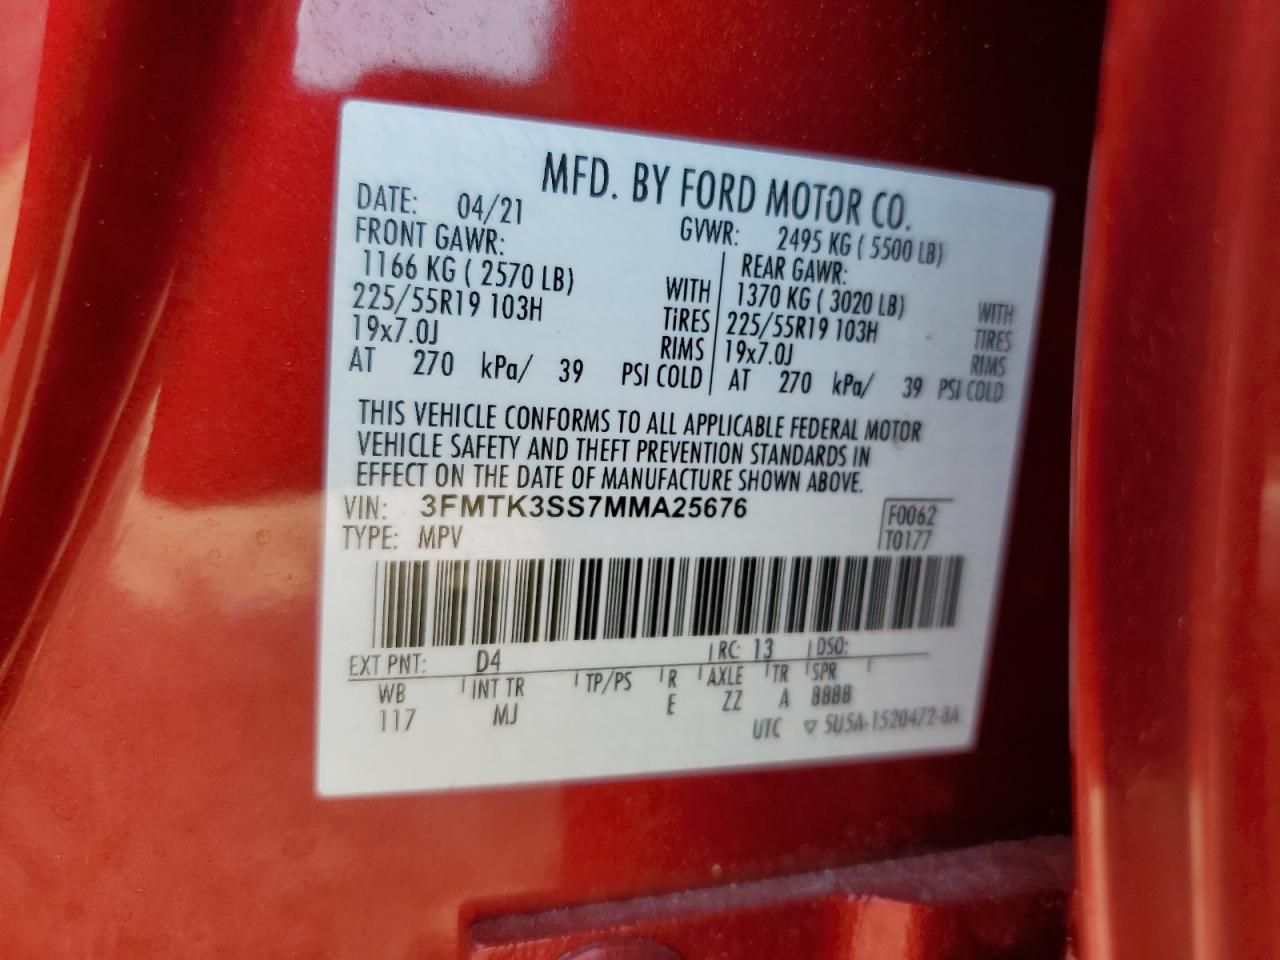 MFD. BY FORD MOTOR CO.
DATE: 04/21 GVWR: 2495 KG ( 5500 LB)
FRONT GAWR: REAR GAWR:
1166 KG ( 2570 LB) WITH 1370 KG ( 3020 LB) WITH
225/55R19 103H TIRES 225/55R19 103H TIRES
19x7.0J RIMS 19x7.0J RIMS
AT 270 kPa/ 39 PSI COLD AT 270 kPa/ 39 PSI COLD
THIS VEHICLE CONFORMS TO ALL APPLICABLE FEDERAL MOTOR
VEHICLE SAFETY AND THEFT PREVENTION STANDARDS IN
EFFECT ON THE DATE OF MANUFACTURE SHOWN ABOVE.
VIN: 3FMTK3SS7MMA25676 F0062
TYPE: MPV T0177
EXT PNT: D4 RC: 13 DSO:
WB INT TR TP/PS R AXLE TR SPR
117 MJ E ZZ A 8888
UTC ▽ 5U5A-1520472-BA